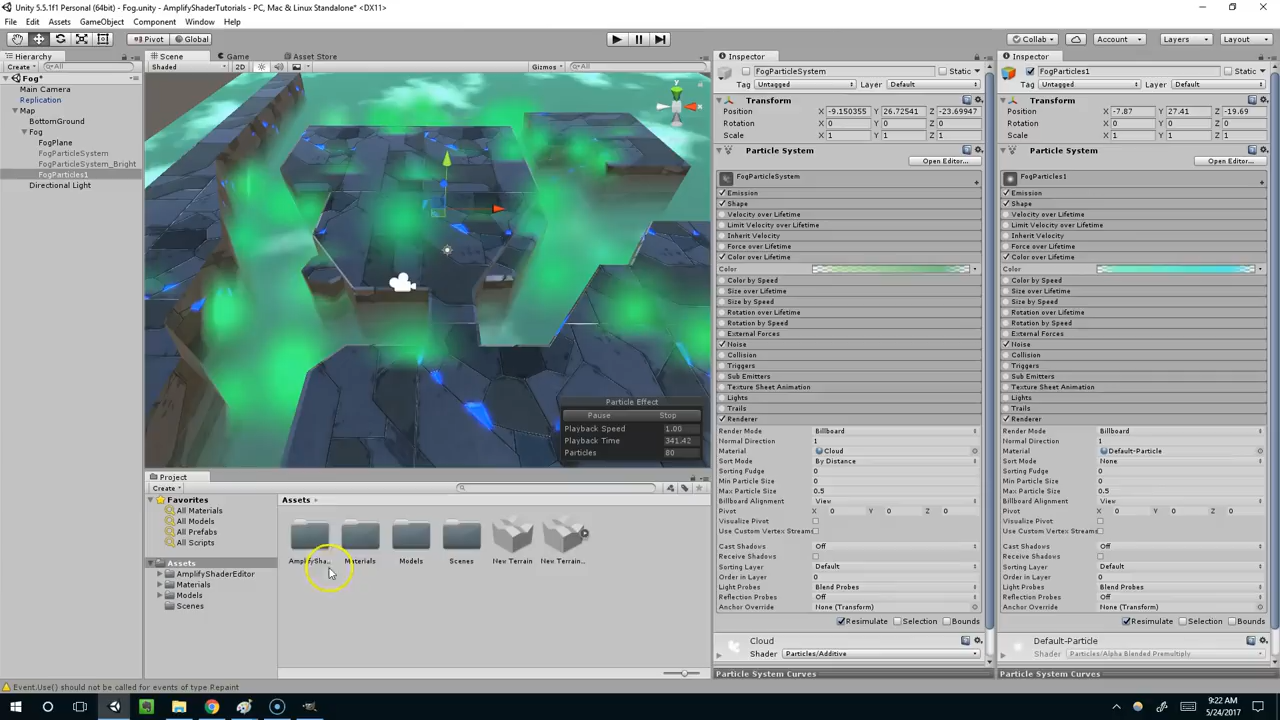 Unity 5.5.1f1 Personal (64bit) - Fog.unity - AmplifyShaderTutorials - PC, Mac & Linux Standalone* <DX11>
File Edit Assets GameObject Component Window Help
Pivot Global Collab Account Layers Layout
Hierarchy
Create All
Fog*
Main Camera
Replication
Map
BottomGround
Fog
FogPlane
FogParticleSystem
FogParticleSystem_Bright
FogParticles1
Directional Light
Scene Game Asset Store
Shaded 2D Gizmos All
y
Particle Effect
Pause Stop
Playback Speed 1.00
Playback Time 341.42
Particles 80
Project
Create
Favorites
All Materials
All Models
All Prefabs
All Scripts
Assets
AmplifyShaderEditor
Materials
Models
Scenes
Assets
AmplifySha... Materials Models Scenes New Terrain New Terrain...
Inspector
FogParticleSystem Static
Tag Untagged Layer Default
Transform
Position X -9.150355 Y 26.72541 Z -23.69947
Rotation X 0 Y 0 Z 0
Scale X 1 Y 1 Z 1
Particle System
Open Editor...
FogParticleSystem
Emission
Shape
Velocity over Lifetime
Limit Velocity over Lifetime
Inherit Velocity
Force over Lifetime
Color over Lifetime
Color
Color by Speed
Size over Lifetime
Size by Speed
Rotation over Lifetime
Rotation by Speed
External Forces
Noise
Collision
Triggers
Sub Emitters
Texture Sheet Animation
Lights
Trails
Renderer
Render Mode Billboard
Normal Direction 1
Material Cloud
Sort Mode By Distance
Sorting Fudge 0
Min Particle Size 0
Max Particle Size 0.5
Billboard Alignment View
Pivot X 0 Y 0 Z 0
Visualize Pivot
Use Custom Vertex Streams
Cast Shadows Off
Receive Shadows
Sorting Layer Default
Order in Layer 0
Light Probes Blend Probes
Reflection Probes Off
Anchor Override None (Transform)
Resimulate Selection Bounds
Cloud
Shader Particles/Additive
Particle System Curves
Inspector
FogParticles1 Static
Tag Untagged Layer Default
Transform
Position X -7.87 Y 27.41 Z -19.69
Rotation X 0 Y 0 Z 0
Scale X 1 Y 1 Z 1
Particle System
Open Editor...
FogParticles1
Emission
Shape
Velocity over Lifetime
Limit Velocity over Lifetime
Inherit Velocity
Force over Lifetime
Color over Lifetime
Color
Color by Speed
Size over Lifetime
Size by Speed
Rotation over Lifetime
Rotation by Speed
External Forces
Noise
Collision
Triggers
Sub Emitters
Texture Sheet Animation
Lights
Trails
Renderer
Render Mode Billboard
Normal Direction 1
Material Default-Particle
Sort Mode None
Sorting Fudge 0
Min Particle Size 0
Max Particle Size 0.5
Billboard Alignment View
Pivot X 0 Y 0 Z 0
Visualize Pivot
Use Custom Vertex Streams
Cast Shadows Off
Receive Shadows
Sorting Layer Default
Order in Layer 0
Light Probes Blend Probes
Reflection Probes Off
Anchor Override None (Transform)
Resimulate Selection Bounds
Default-Particle
Shader Particles/Alpha Blended Premultiply
Particle System Curves
Event.Use() should not be called for events of type Repaint
9:22 AM
5/24/2017